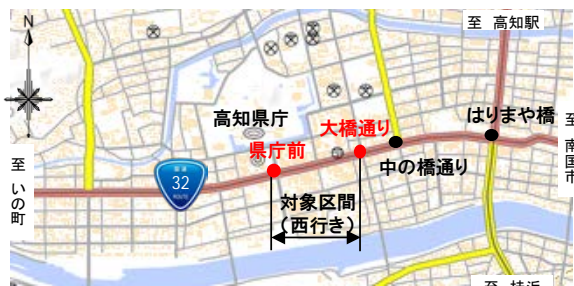 N
至 高知駅
高知県庁
大橋通り
はりまや橋
県庁前
中の橋通り
至 南国市
至 いの町
32
対象区間
(西行き)
至 桂浜